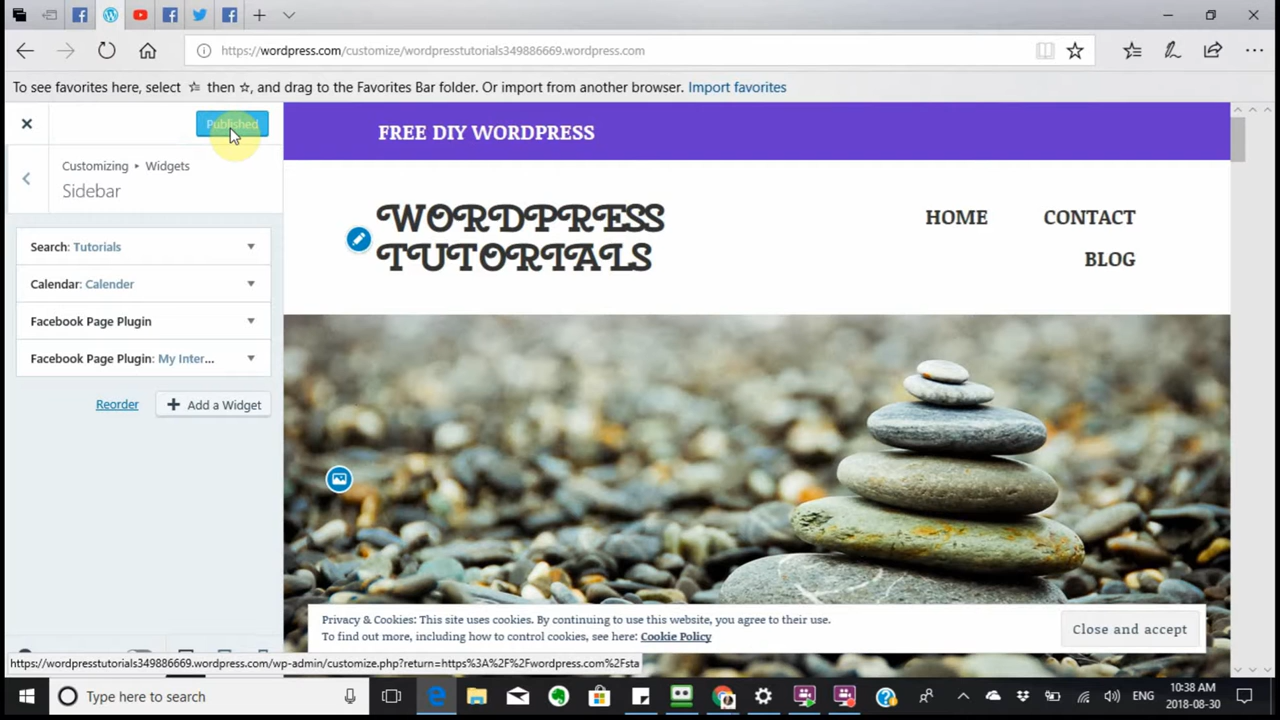 https://wordpress.com/customize/wordpresstutorials349886669.wordpress.com
To see favorites here, select then ☆, and drag to the Favorites Bar folder. Or import from another browser. Import favorites
Published
Customizing ▸ Widgets
Sidebar
Search: Tutorials
Calendar: Calender
Facebook Page Plugin
Facebook Page Plugin: My Inter...
Reorder
+ Add a Widget
FREE DIY WORDPRESS
WORDPRESS
TUTORIALS
HOME
CONTACT
BLOG
Privacy & Cookies: This site uses cookies. By continuing to use this website, you agree to their use.
To find out more, including how to control cookies, see here: Cookie Policy
Close and accept
https://wordpresstutorials349886669.wordpress.com/wp-admin/customize.php?return=https%3A%2F%2Fwordpress.com%2Fsta
Type here to search
ENG
10:38 AM
2018-08-30